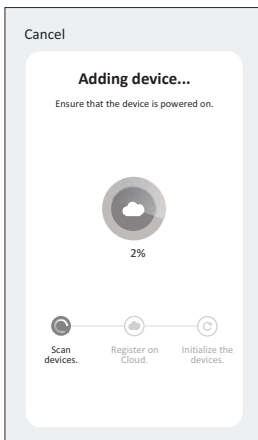 Cancel
Adding device...
Ensure that the device is powered on.
2%
Scan
devices.
Register on
Cloud.
Initialize the
devices.